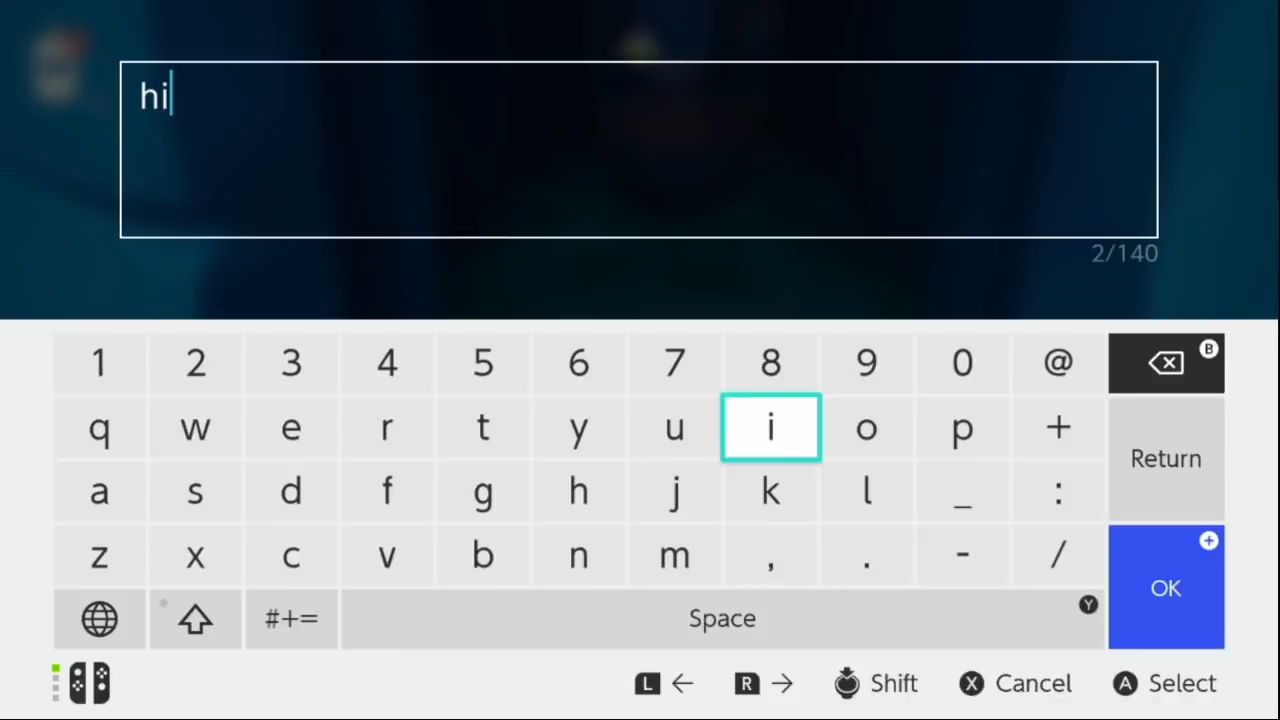 hi
2/140
1 2 3 4 5 6 7 8 9 0 @ B
q w e r t y u i o p + Return
a s d f g h j k l _ :
z x c v b n m , . - / OK +
#+= Space Y
L ← R → Shift X Cancel A Select